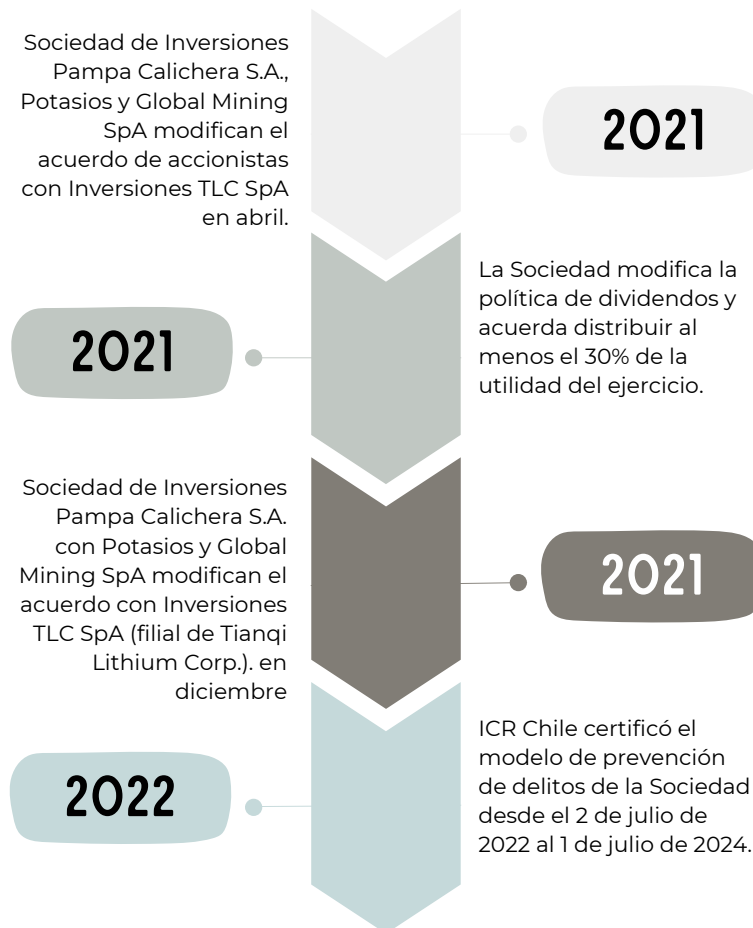 Sociedad de Inversiones
Pampa Calichera S.A.,
Potasios y Global Mining
SpA modifican el
acuerdo de accionistas
con Inversiones TLC SpA
en abril.
2021
La Sociedad modifica la
política de dividendos y
acuerda distribuir al
menos el 30% de la
utilidad del ejercicio.
2021
Sociedad de Inversiones
Pampa Calichera S.A.
con Potasios y Global
Mining SpA modifican el
acuerdo con Inversiones
TLC SpA (filial de Tianqi
Lithium Corp.). en
diciembre
2021
ICR Chile certificó el
modelo de prevención
de delitos de la Sociedad
desde el 2 de julio de
2022 al 1 de julio de 2024.
2022